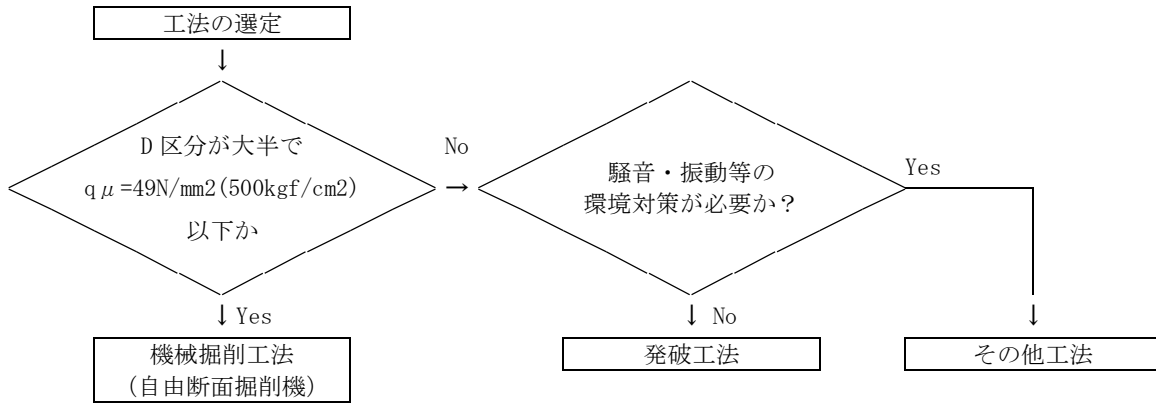 工法の選定
↓
D 区分が大半で
qμ=49N/mm2(500kgf/cm2)
以下か
No
→
騒音・振動等の
環境対策が必要か？
Yes
↓ Yes
↓ No
↓
機械掘削工法
(自由断面掘削機)
発破工法
その他工法